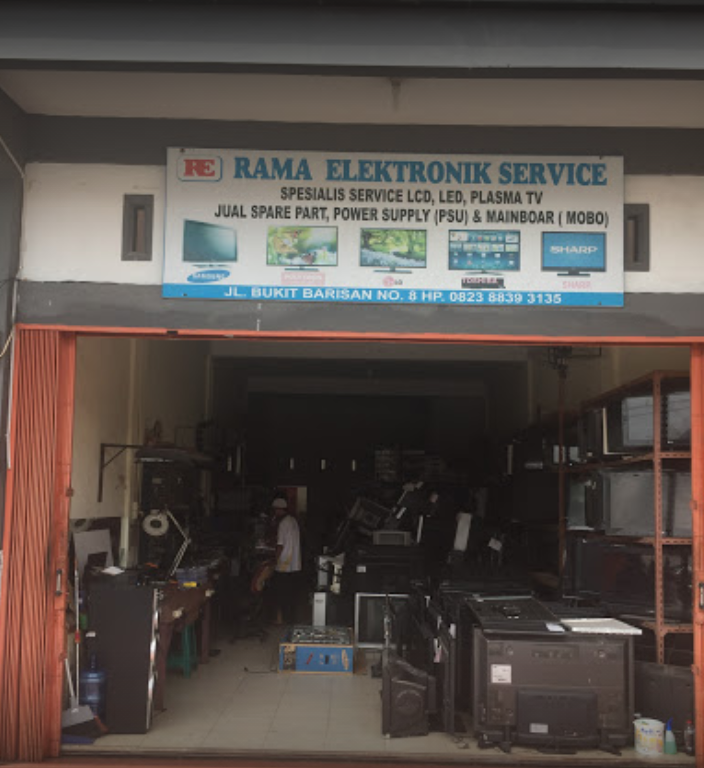 RE RAMA ELEKTRONIK SERVICE
SPESIALIS SERVICE LCD, LED, PLASMA TV
JUAL SPARE PART, POWER SUPPLY (PSU) & MAINBOAR ( MOBO)
SHARP
SAMSUNG LG TOSHIBA SHARP
JL. BUKIT BARISAN NO. 8 HP. 0823 8839 3135